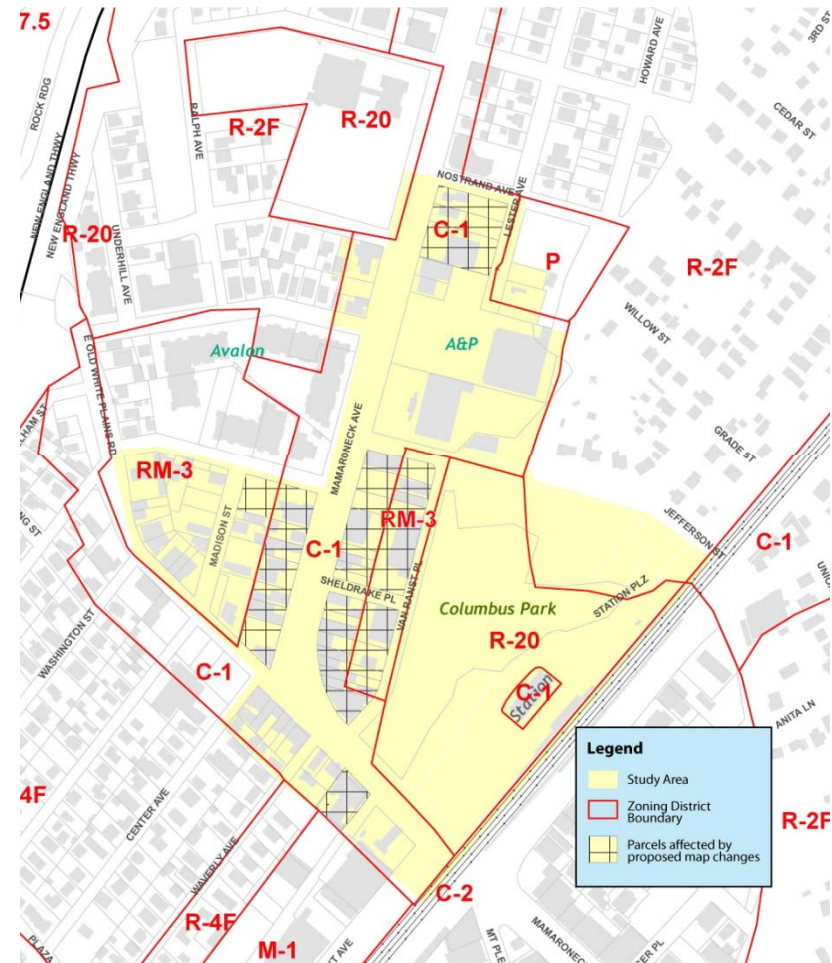 7.5
ROCK RDG
NEW ENGLAND THWY
NEW ENGLAND THWY
RALPH AVE
R-2F
R-20
HOWARD AVE
3RD ST
CEDAR ST
NOSTRAND AVE
LESTER AVE
R-20
UNDERHILL AVE
C-1
P
R-2F
WILLOW ST
Avalon
A&P
E OLD WHITE PLAINS RD
MAMARONECK AVE
GRADE ST
RM-3
MADISON ST
RM-3
C-1
JEFFERSON ST
C-1
SHELDRAKE PL
VAN RANST PL
Columbus Park
STATION PLZ
R-20
WASHINGTON ST
C-1
C-1
Station
ANITA LN
Legend
Study Area
Zoning District
Boundary
Parcels affected by
proposed map changes
4F
CENTER AVE
R-2F
WAVERLY AVE
R-4F
C-2
M-1
PLAZA